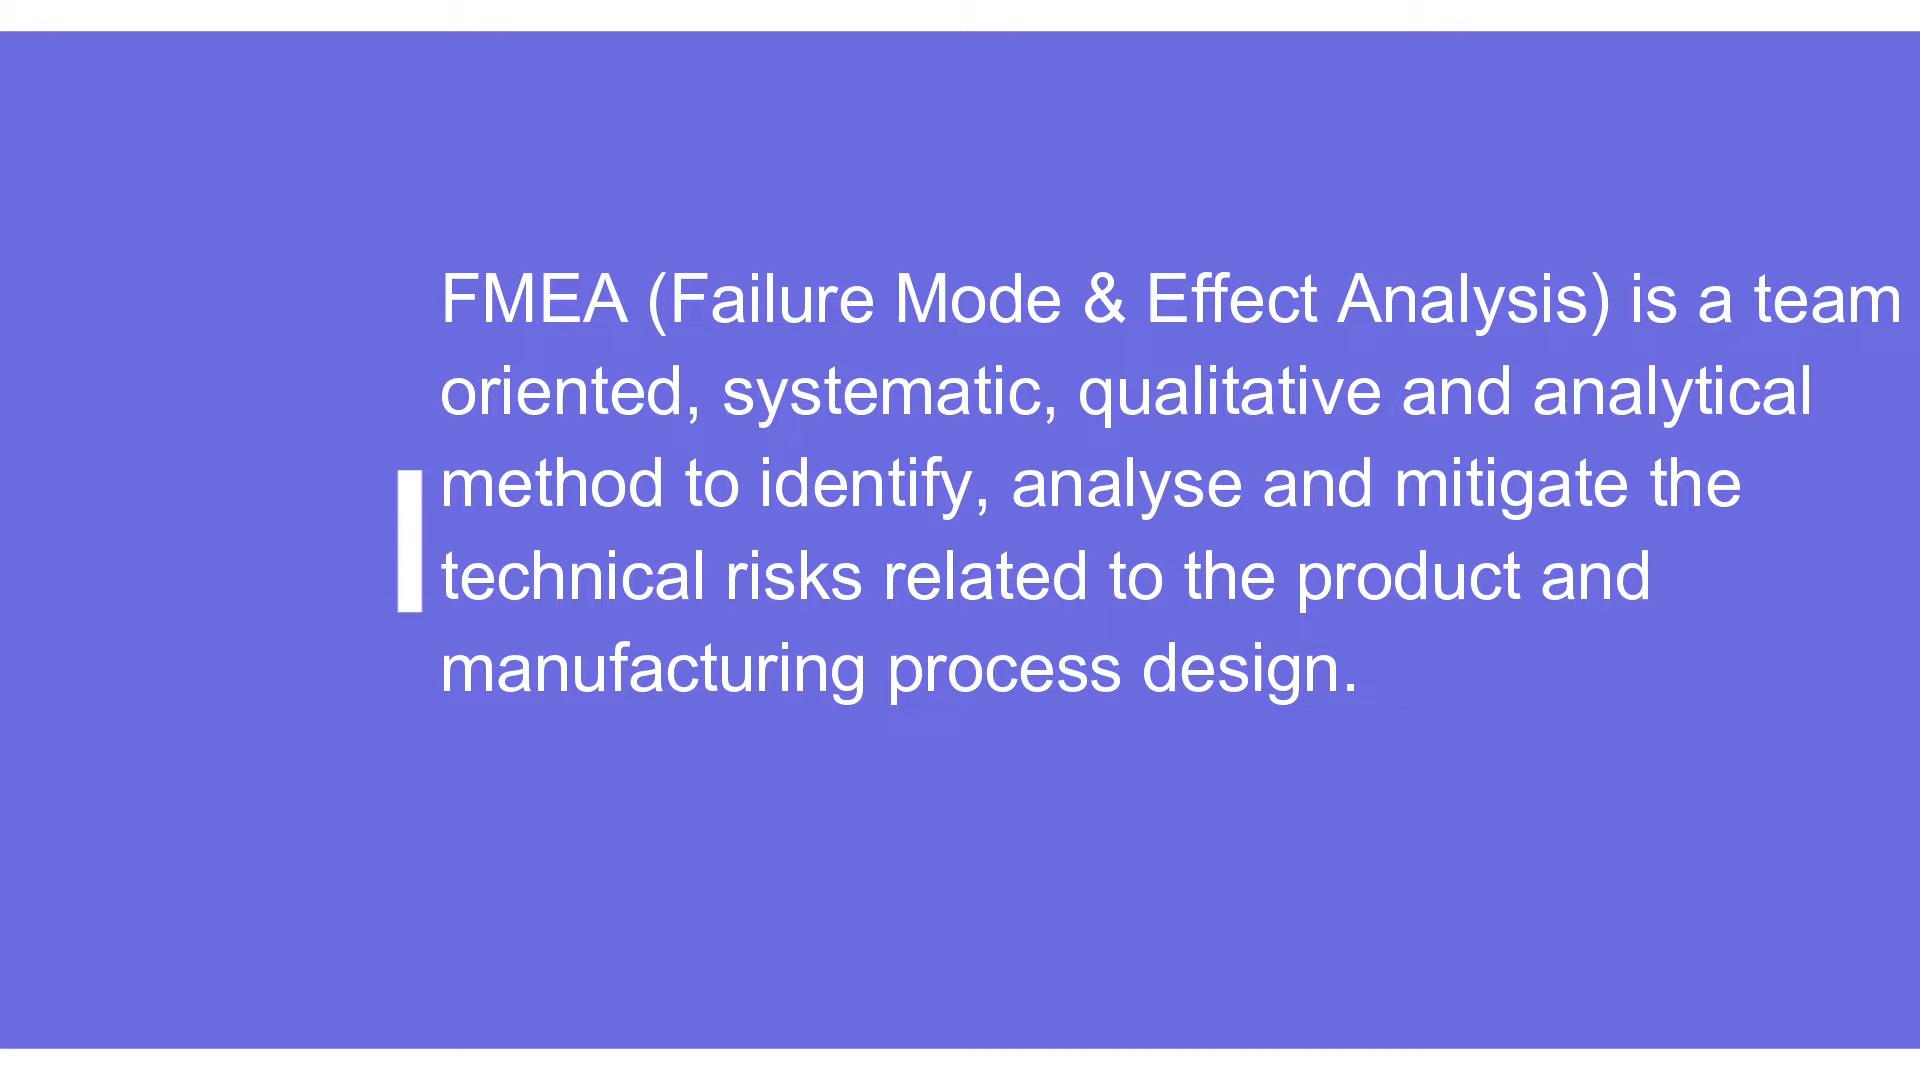 FMEA (Failure Mode & Effect Analysis) is a team
oriented, systematic, qualitative and analytical
method to identify, analyse and mitigate the
technical risks related to the product and
manufacturing process design.